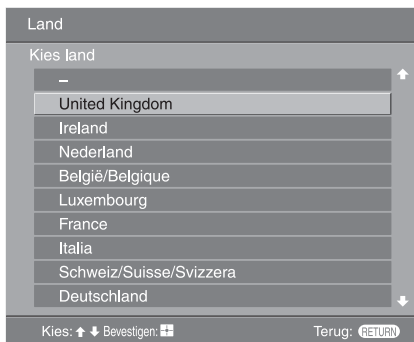 Land
Kies land
–
United Kingdom
Ireland
Nederland
België/Belgique
Luxembourg
France
Italia
Schweiz/Suisse/Svizzera
Deutschland
Kies: Bevestigen: Terug: RETURN